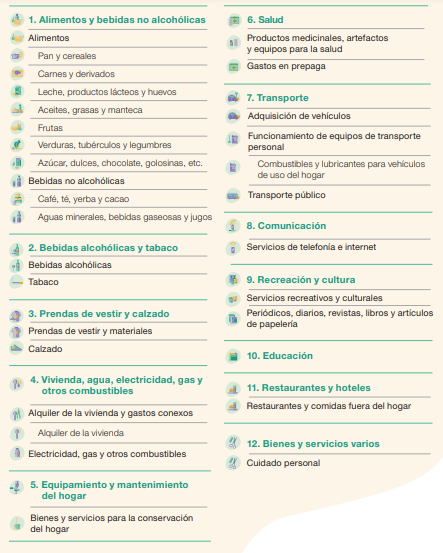 1. Alimentos y bebidas no alcohólicas
Alimentos
Pan y cereales
Carnes y derivados
Leche, productos lácteos y huevos
Aceites, grasas y manteca
Frutas
Verduras, tubérculos y legumbres
Azúcar, dulces, chocolate, golosinas, etc.
Bebidas no alcohólicas
Café, té, yerba y cacao
Aguas minerales, bebidas gaseosas y jugos
2. Bebidas alcohólicas y tabaco
Bebidas alcohólicas
Tabaco
3. Prendas de vestir y calzado
Prendas de vestir y materiales
Calzado
4. Vivienda, agua, electricidad, gas y
otros combustibles
Alquiler de la vivienda y gastos conexos
Alquiler de la vivienda
Electricidad, gas y otros combustibles
5. Equipamiento y mantenimiento
del hogar
Bienes y servicios para la conservación
del hogar
6. Salud
Productos medicinales, artefactos
y equipos para la salud
Gastos en prepaga
7. Transporte
Adquisición de vehículos
Funcionamiento de equipos de transporte
personal
Combustibles y lubricantes para vehículos
de uso del hogar
Transporte público
8. Comunicación
Servicios de telefonía e internet
9. Recreación y cultura
Servicios recreativos y culturales
Periódicos, diarios, revistas, libros y artículos
de papelería
10. Educación
11. Restaurantes y hoteles
Restaurantes y comidas fuera del hogar
12. Bienes y servicios varios
Cuidado personal